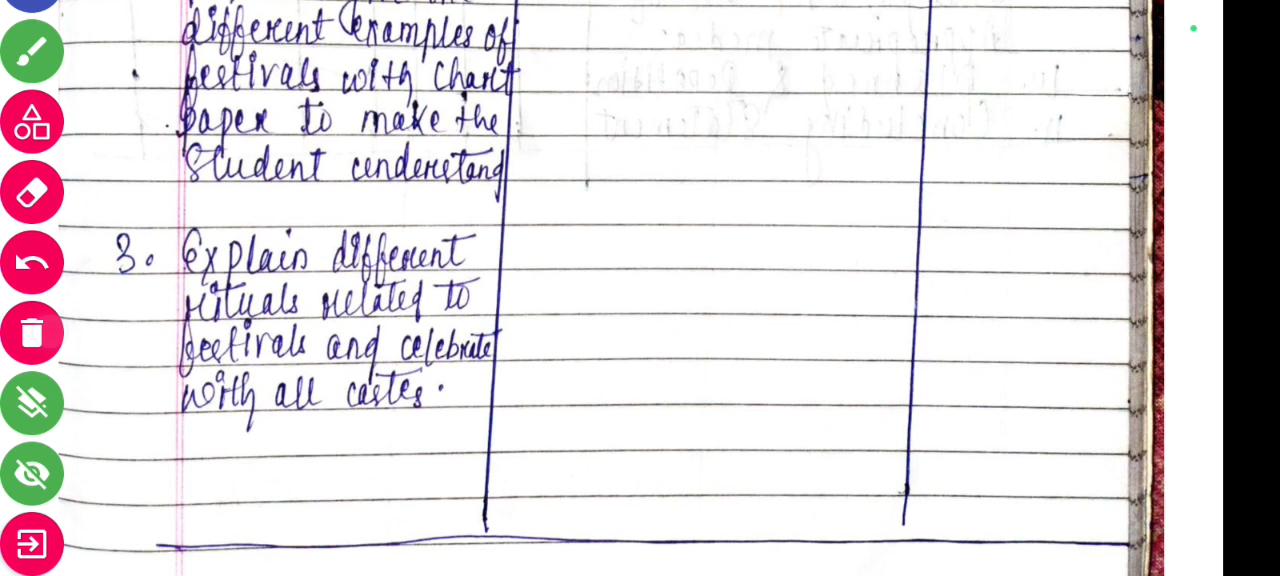 different examples of
festivals with chart
paper to make the
student understand
3. Explain different
rituals related to
festivals and celebrate
with all castes.